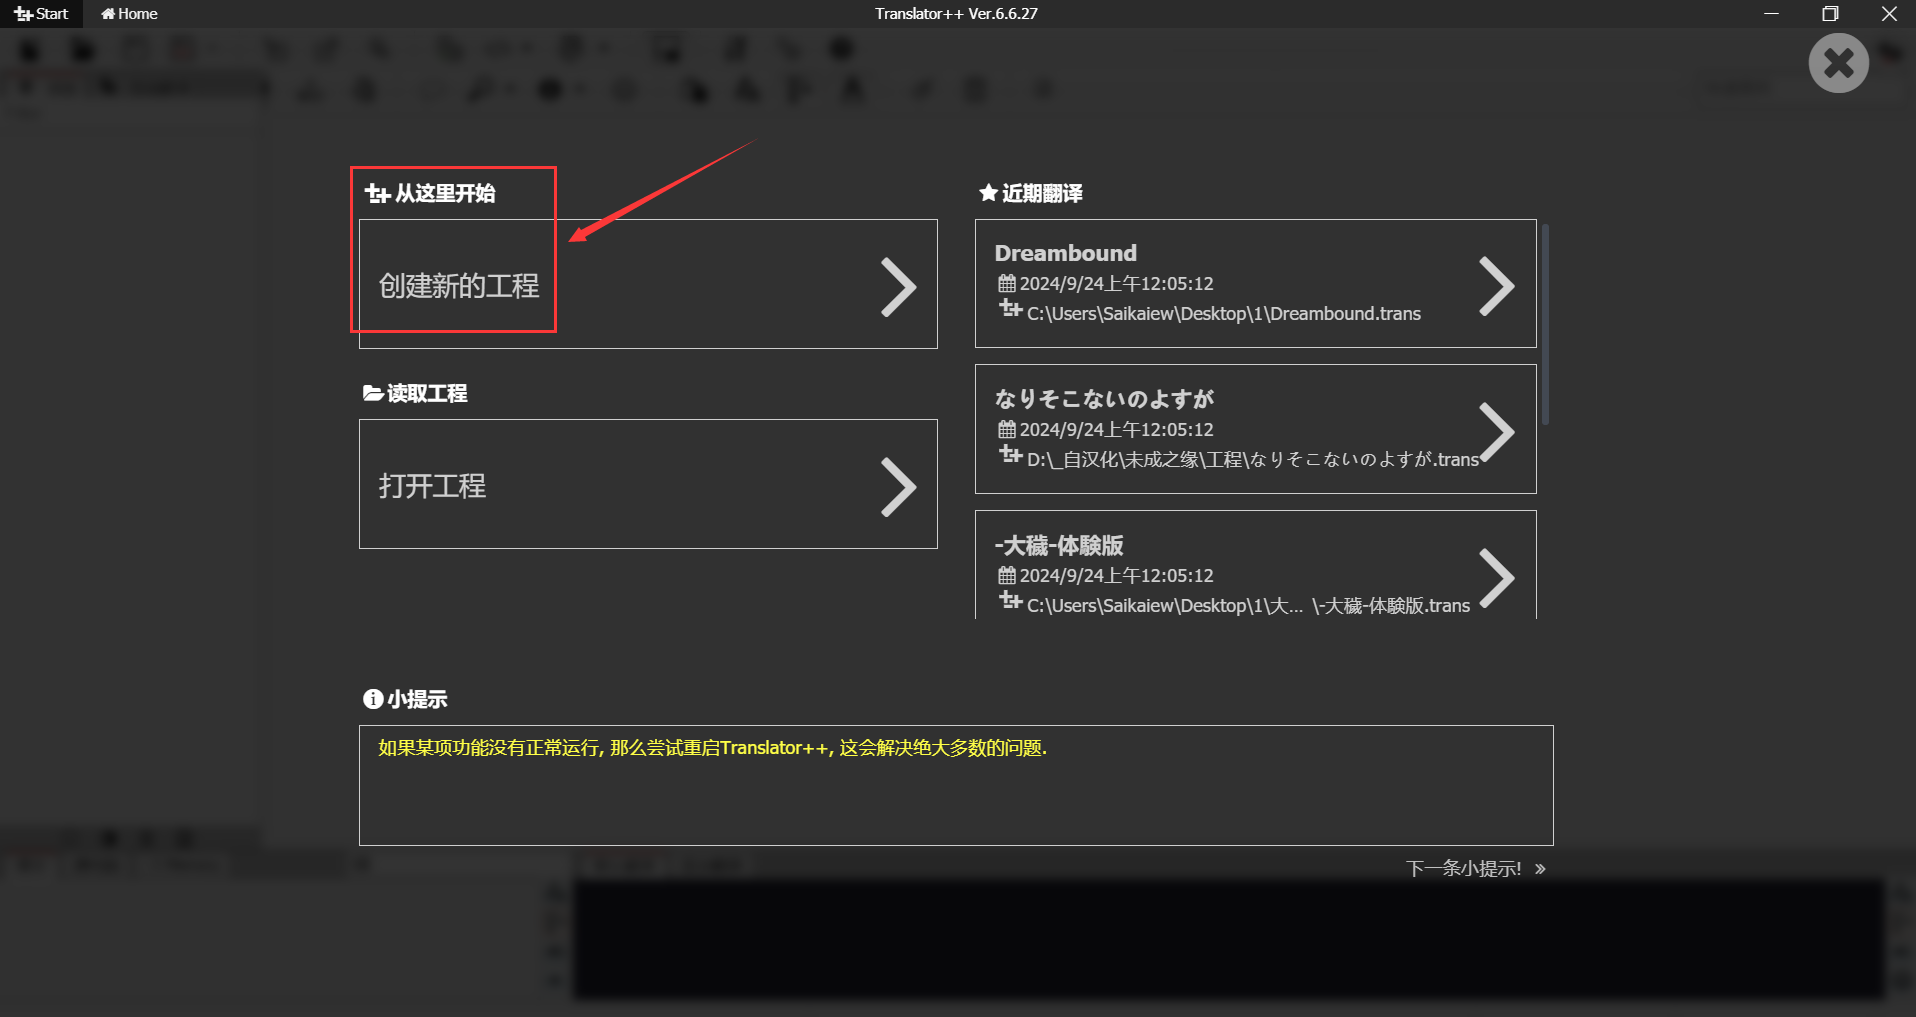 Start
Home
Translator++ Ver.6.6.27
从这里开始
创建新的工程
读取工程
打开工程
近期翻译
Dreambound
2024/9/24上午12:05:12
C:\Users\Saikaiew\Desktop\1\Dreambound.trans
なりそこないのよすが
2024/9/24上午12:05:12
D:\_自汉化\未成之缘\工程\なりそこないのよすが.trans
-大穢-体験版
2024/9/24上午12:05:12
C:\Users\Saikaiew\Desktop\1\大... \-大穢-体験版.trans
小提示
如果某项功能没有正常运行, 那么尝试重启Translator++, 这会解决绝大多数的问题.
下一条小提示! »